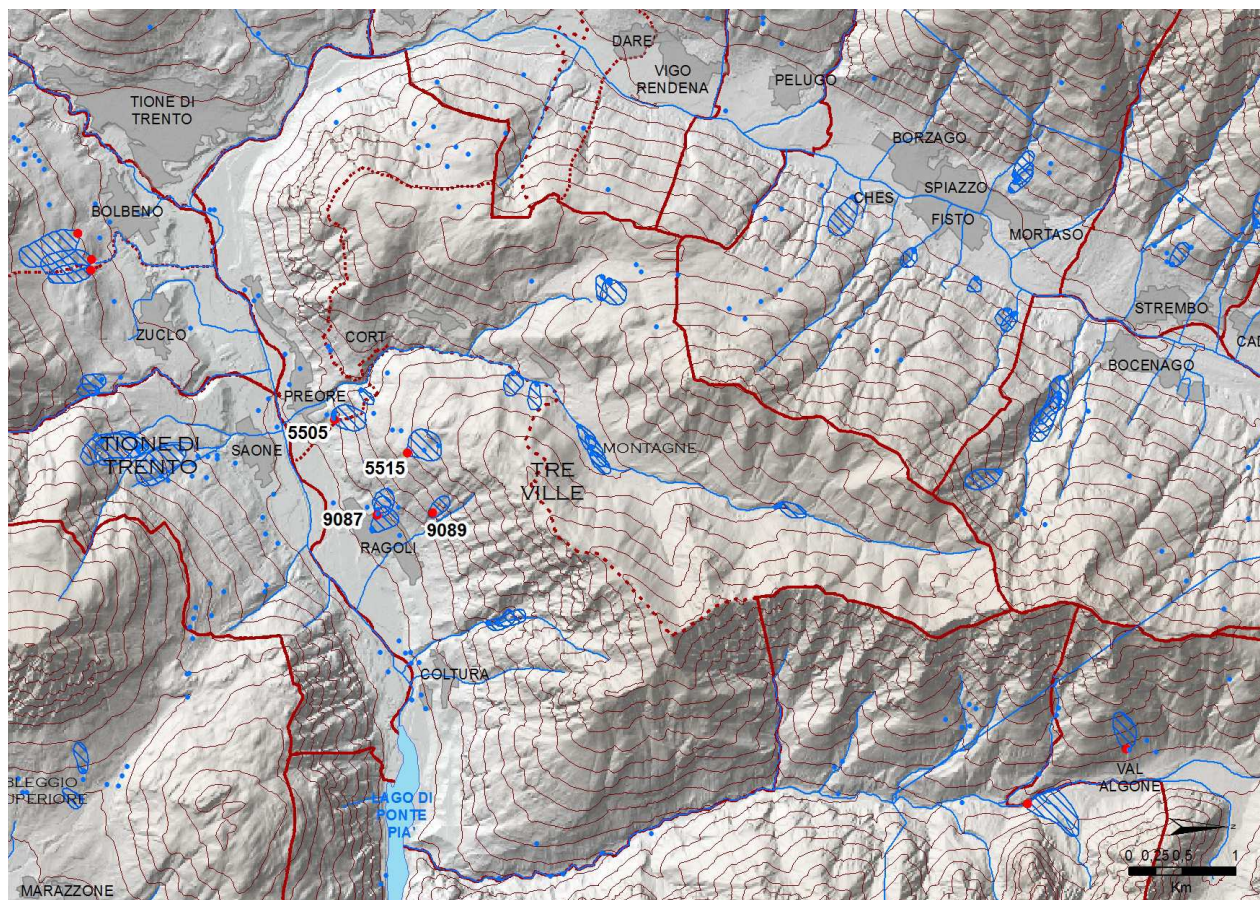 DARE'
VIGO
RENDENA
PELUGO
TIONE DI
TRENTO
BORZAGO
SPIAZZO
CHES
FISTO
MORTASO
BOLBENO
STREMBO
ZUCLO
CORT
BOCENAGO
PREORE
5505
SAONE
TIONE DI
TRENTO
MONTAGNE
5515
TRE
VILLE
9087
9089
RAGOLI
COLTURA
VAL
ALGONE
LAGO DI
PONTE
PIA'
MARAZZONE
0 0,25 0,5 1
Km